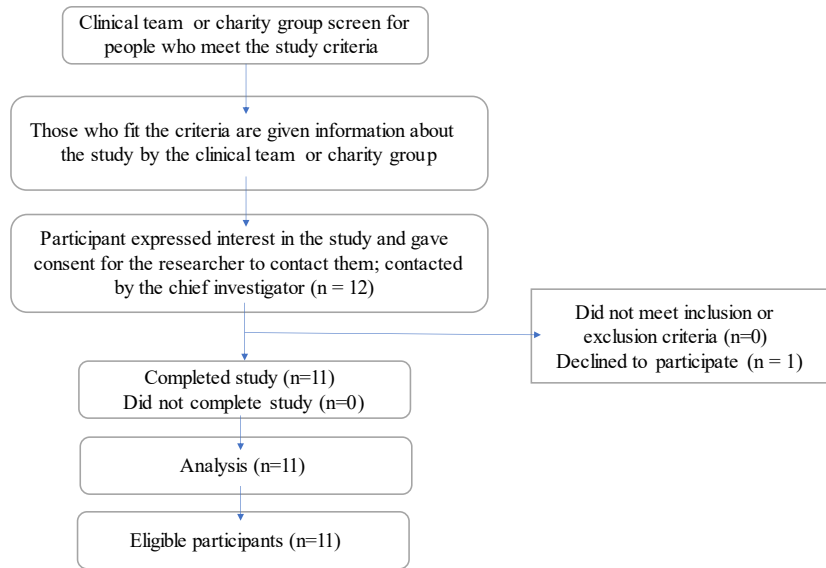 Clinical team or charity group screen for
people who meet the study criteria
Those who fit the criteria are given information about
the study by the clinical team or charity group
Participant expressed interest in the study and gave
consent for the researcher to contact them; contacted
by the chief investigator (n = 12)
Did not meet inclusion or
exclusion criteria (n=0)
Declined to participate (n = 1)
Completed study (n=11)
Did not complete study (n=0)
Analysis (n=11)
Eligible participants (n=11)